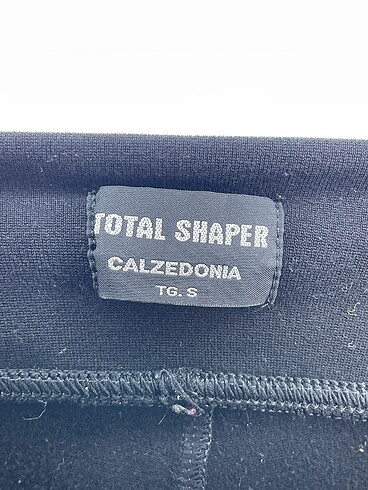 TOTAL SHAPER
CALZEDONIA
TG. S